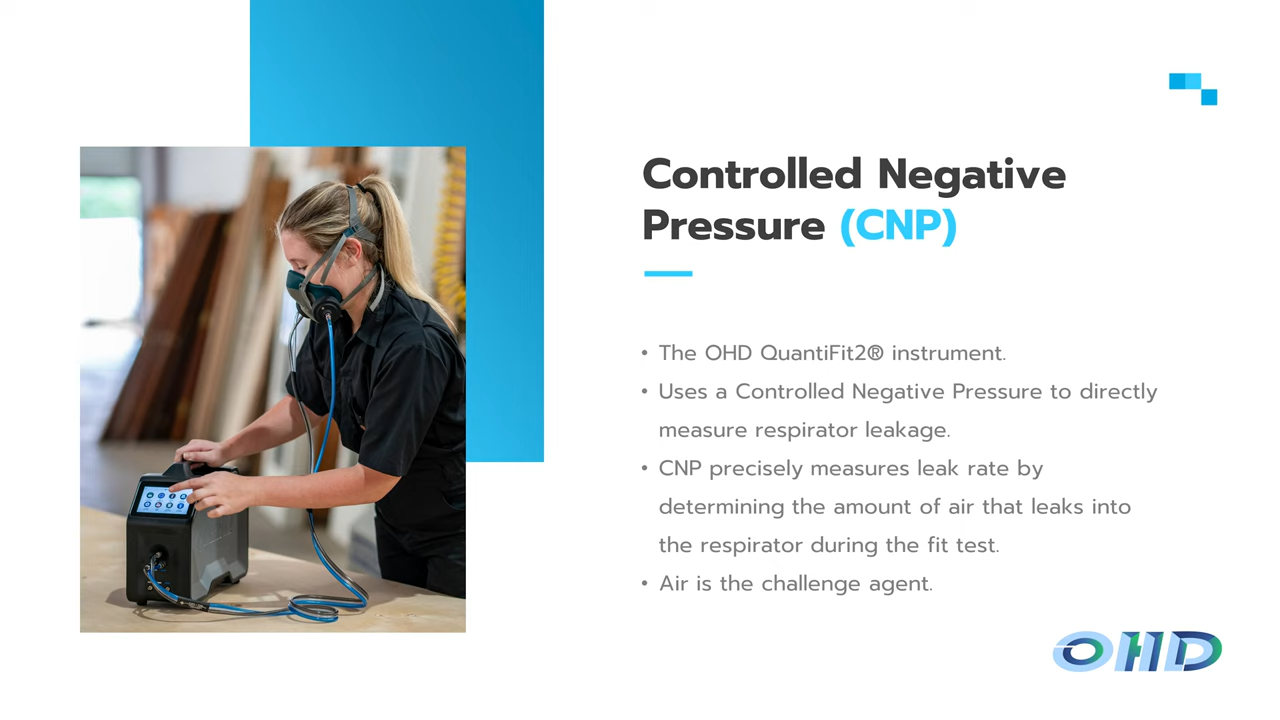 Controlled Negative
Pressure (CNP)
• The OHD QuantiFit2® instrument.
• Uses a Controlled Negative Pressure to directly
measure respirator leakage.
• CNP precisely measures leak rate by
determining the amount of air that leaks into
the respirator during the fit test.
• Air is the challenge agent.
OHD